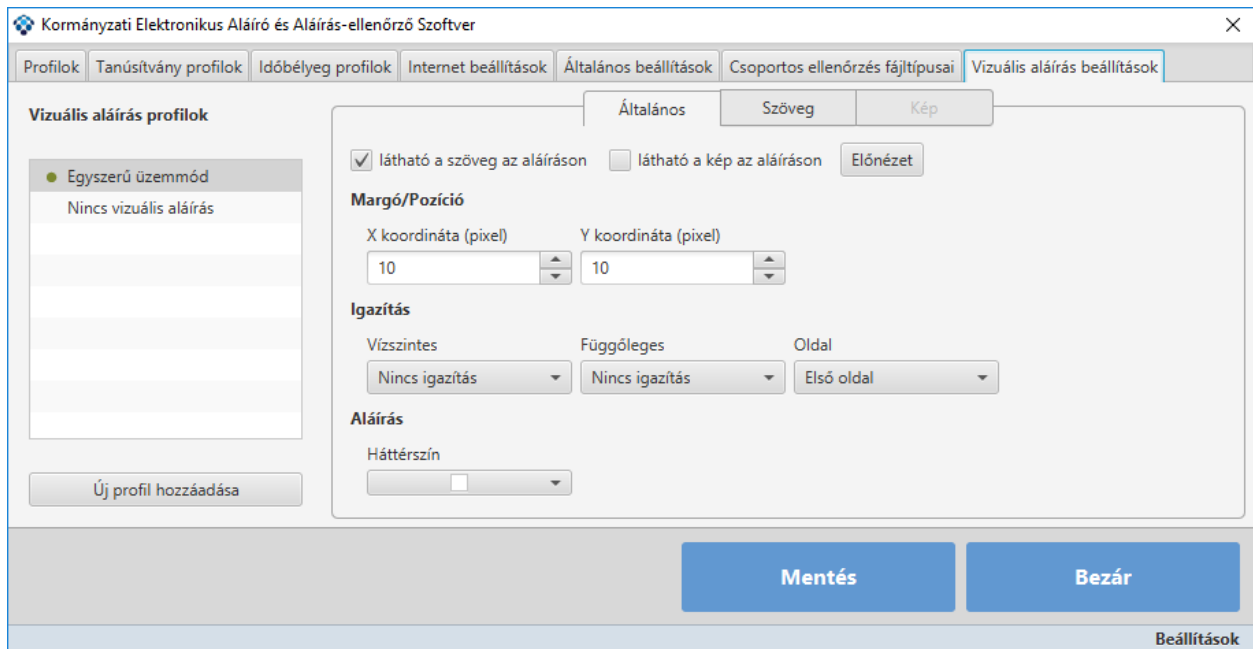 Kormányzati Elektronikus Aláíró és Aláírás-ellenőrző Szoftver
Profilok Tanúsítvány profilok Időbélyeg profilok Internet beállítások Általános beállítások Csoportos ellenőrzés fájltípusai Vizuális aláírás beállítások
Vizuális aláírás profilok
Egyszerű üzemmód
Nincs vizuális aláírás
Új profil hozzáadása
Általános Szöveg Kép
látható a szöveg az aláíráson látható a kép az aláíráson Előnézet
Margó/Pozíció
X koordináta (pixel) Y koordináta (pixel)
10 10
Igazítás
Vízszintes Függőleges Oldal
Nincs igazítás Nincs igazítás Első oldal
Aláírás
Háttérszín
Mentés Bezár
Beállítások